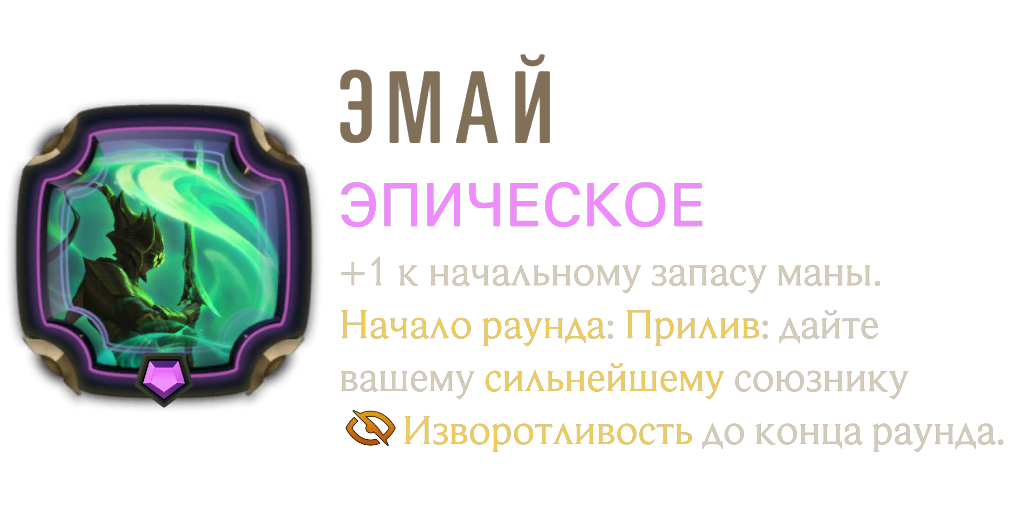 ЭМАЙ
ЭПИЧЕСКОЕ
+1 к начальному запасу маны.
Начало раунда: Прилив: дайте
вашему сильнейшему союзнику
Изворотливость до конца раунда.